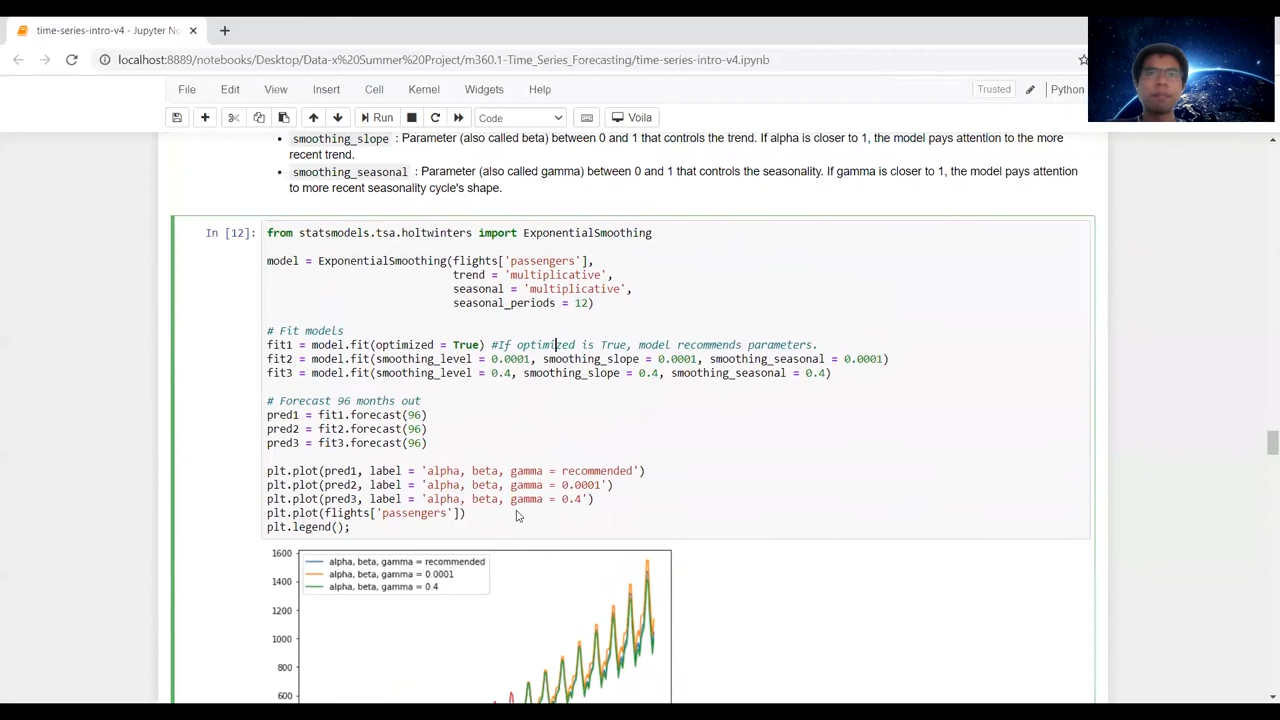 time-series-intro-v4 - Jupyter No
localhost:8889/notebooks/Desktop/Data-x%20Summer%20Project/m360.1-Time_Series_Forecasting/time-series-intro-v4.ipynb
File Edit View Insert Cell Kernel Widgets Help Trusted Python
Run Code Voila
smoothing_slope : Parameter (also called beta) between 0 and 1 that controls the trend. If alpha is closer to 1, the model pays attention to the more
recent trend.
smoothing_seasonal : Parameter (also called gamma) between 0 and 1 that controls the seasonality. If gamma is closer to 1, the model pays attention
to more recent seasonality cycle's shape.
In [12]: from statsmodels.tsa.holtwinters import ExponentialSmoothing
model = ExponentialSmoothing(flights['passengers'],
trend = 'multiplicative',
seasonal = 'multiplicative',
seasonal_periods = 12)
# Fit models
fit1 = model.fit(optimized = True) #If optimized is True, model recommends parameters.
fit2 = model.fit(smoothing_level = 0.0001, smoothing_slope = 0.0001, smoothing_seasonal = 0.0001)
fit3 = model.fit(smoothing_level = 0.4, smoothing_slope = 0.4, smoothing_seasonal = 0.4)
# Forecast 96 months out
pred1 = fit1.forecast(96)
pred2 = fit2.forecast(96)
pred3 = fit3.forecast(96)
plt.plot(pred1, label = 'alpha, beta, gamma = recommended')
plt.plot(pred2, label = 'alpha, beta, gamma = 0.0001')
plt.plot(pred3, label = 'alpha, beta, gamma = 0.4')
plt.plot(flights['passengers'])
plt.legend();
1600
alpha, beta, gamma = recommended
alpha, beta, gamma = 0.0001
1400
alpha, beta, gamma = 0.4
1200
1000
800
600